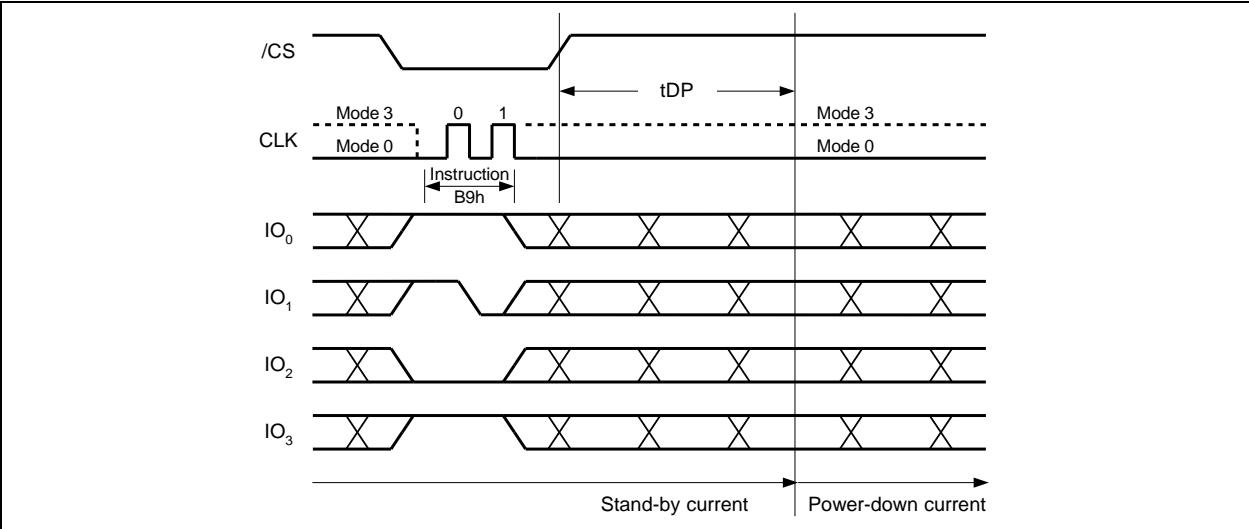 /CS
tDP
Mode 3 0 1 Mode 3
CLK
Mode 0 Mode 0
Instruction
B9h
IO0
IO1
IO2
IO3
Stand-by current Power-down current